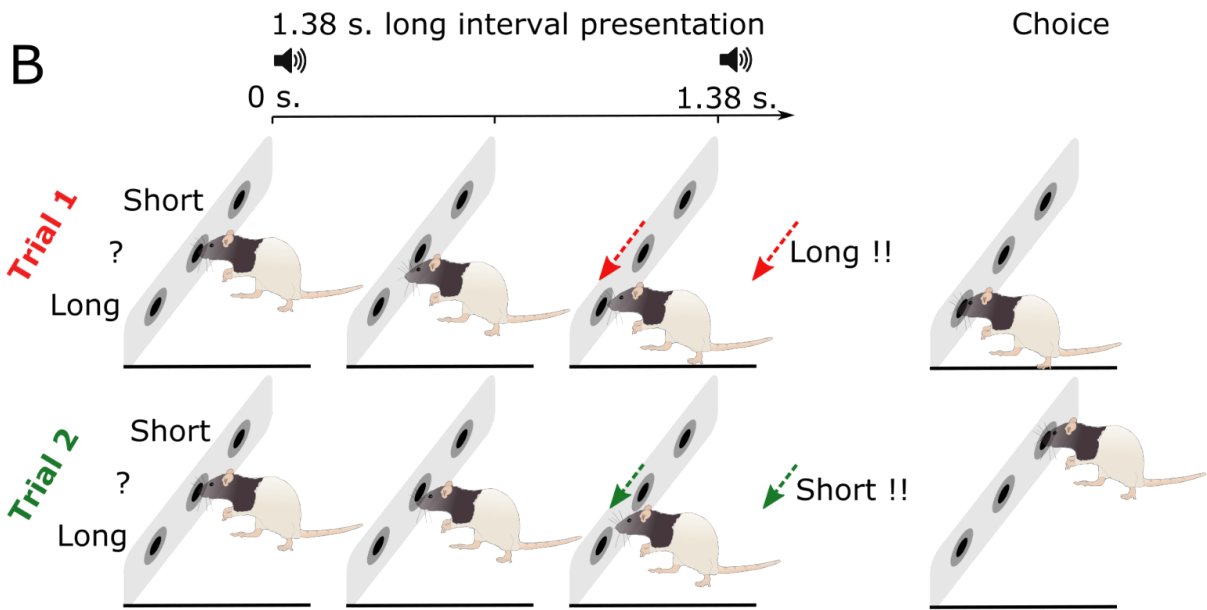 B
1.38 s. long interval presentation
Choice
0 s.
1.38 s.
Trial 1
Short
?
Long
Long !!
Trial 2
Short
?
Long
Short !!